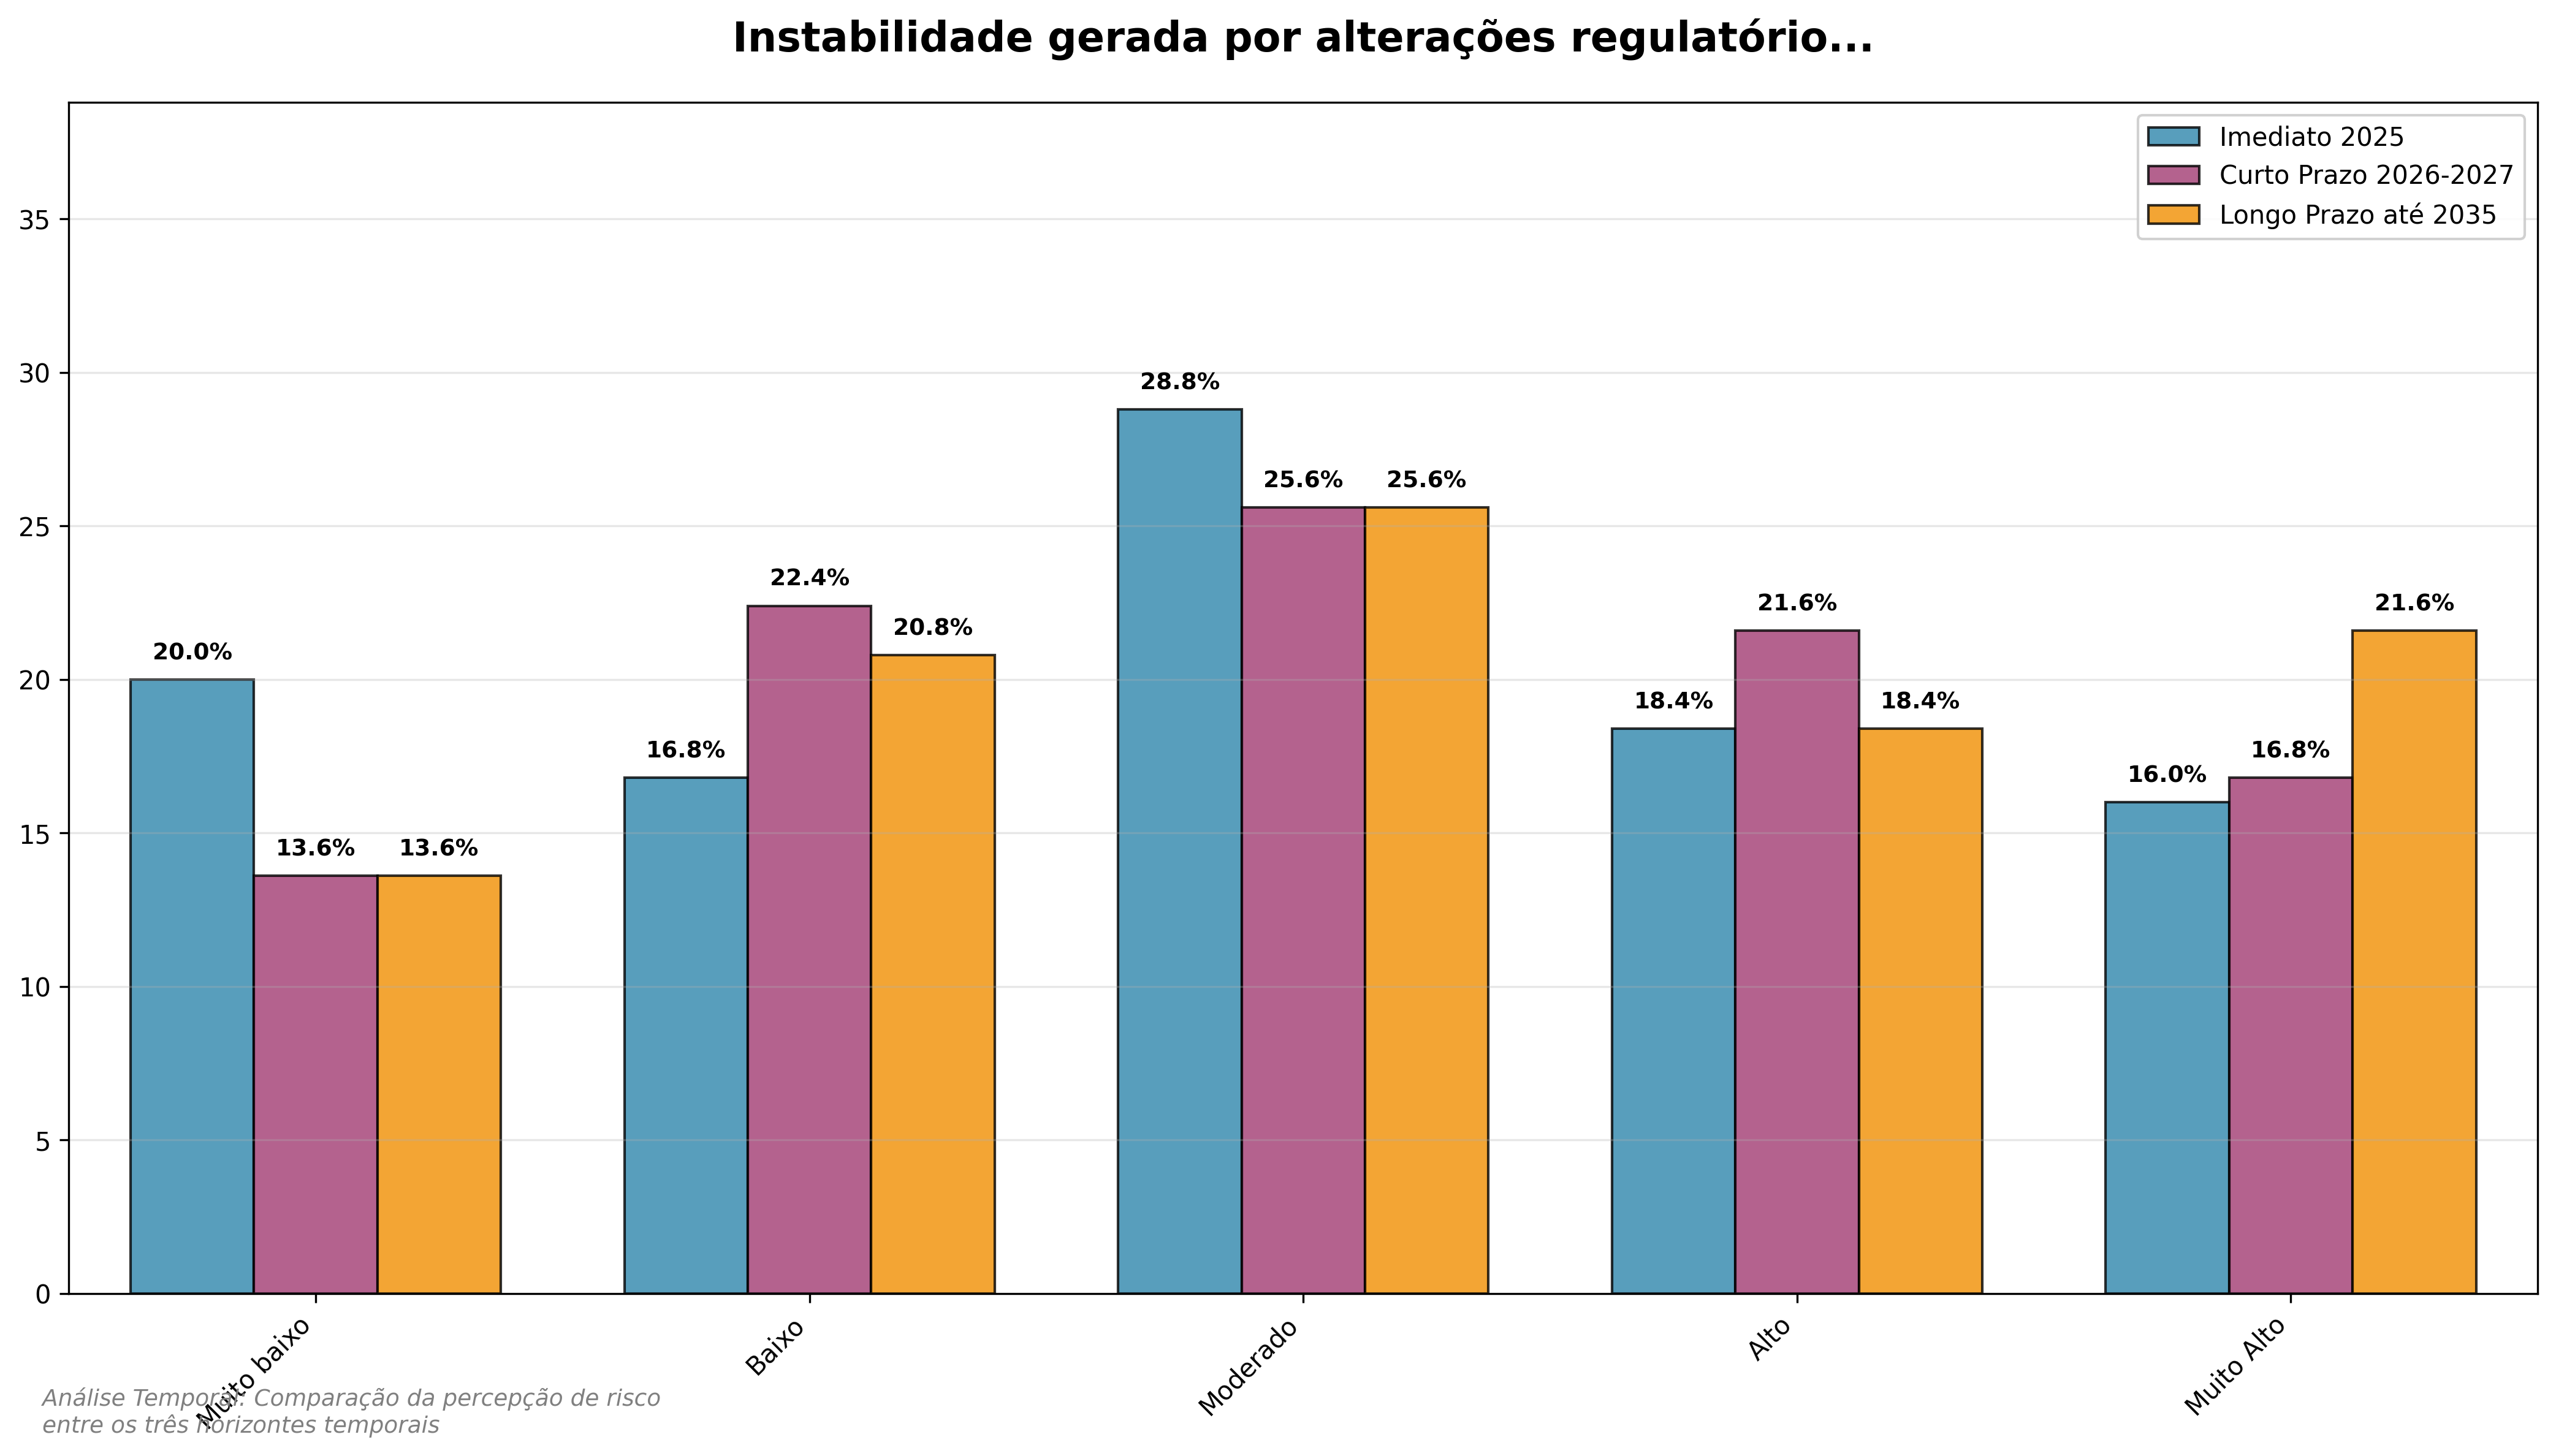 Instabilidade gerada por alterações regulatório...
Imediato 2025
Curto Prazo 2026-2027
Longo Prazo até 2035
35
30
25
20
15
10
5
0
20.0%
13.6%
13.6%
16.8%
22.4%
20.8%
28.8%
25.6%
25.6%
18.4%
21.6%
18.4%
16.0%
16.8%
21.6%
Muito baixo
Baixo
Moderado
Alto
Muito Alto
Análise Temporal: Comparação da percepção de risco
entre os três horizontes temporais